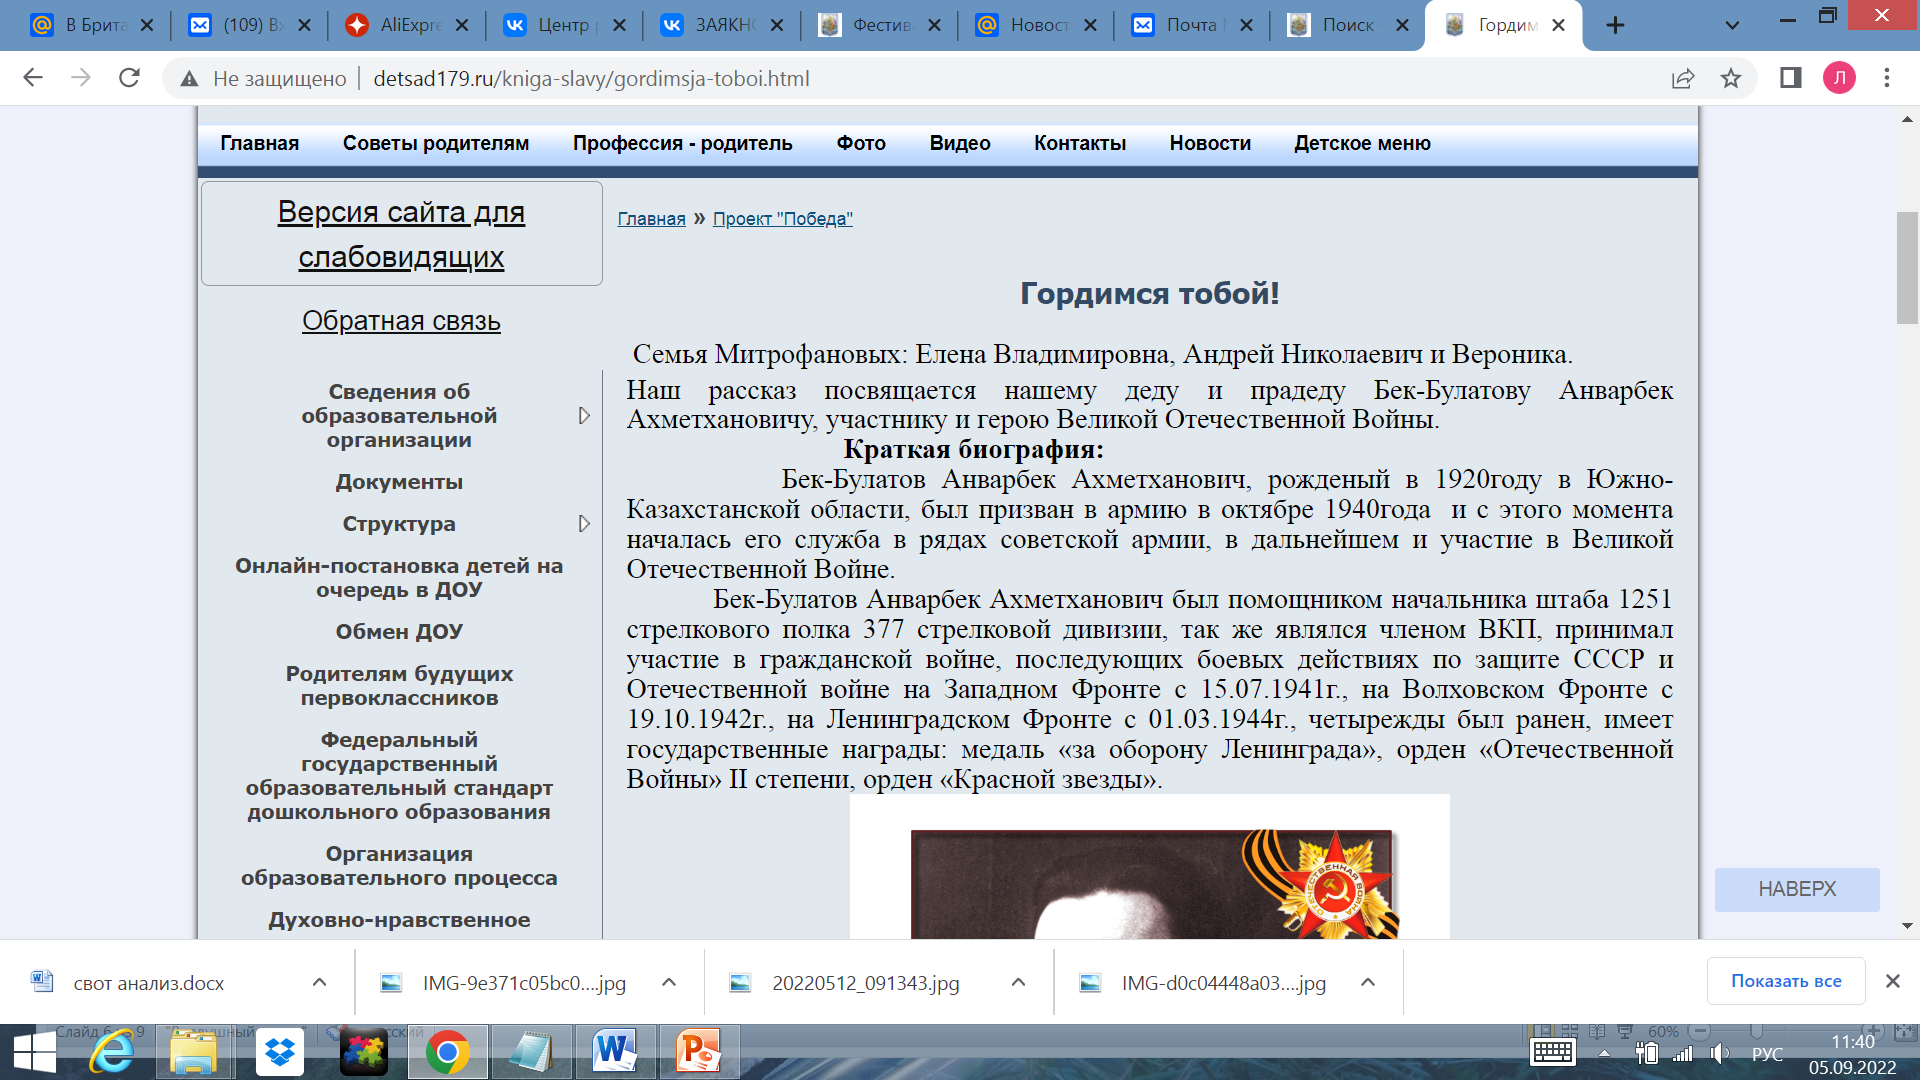 В Брита
(109) Вх
AliExpre
Центр р
ЗАЯКНО
Фестива
Новост
Почта M
Поиск -
Гордим
Не защищено
detsad179.ru/kniga-slavy/gordimsja-toboi.html
Л
Главная Советы родителям Профессия - родитель Фото Видео Контакты Новости Детское меню
Версия сайта для
слабовидящих
Обратная связь
Сведения об
образовательной
организации
Документы
Структура
Онлайн-постановка детей на
очередь в ДОУ
Обмен ДОУ
Родителям будущих
первоклассников
Федеральный
государственный
образовательный стандарт
дошкольного образования
Организация
образовательного процесса
Духовно-нравственное
Главная » Проект "Победа"
Гордимся тобой!
Семья Митрофановых: Елена Владимировна, Андрей Николаевич и Вероника.
Наш рассказ посвящается нашему деду и прадеду Бек-Булатову Анварбек
Ахметхановичу, участнику и герою Великой Отечественной Войны.
Краткая биография:
Бек-Булатов Анварбек Ахметханович, рожденый в 1920году в Южно-
Казахстанской области, был призван в армию в октябре 1940года и с этого момента
началась его служба в рядах советской армии, в дальнейшем и участие в Великой
Отечественной Войне.
Бек-Булатов Анварбек Ахметханович был помощником начальника штаба 1251
стрелкового полка 377 стрелковой дивизии, так же являлся членом ВКП, принимал
участие в гражданской войне, последующих боевых действиях по защите СССР и
Отечественной войне на Западном Фронте с 15.07.1941г., на Волховском Фронте с
19.10.1942г., на Ленинградском Фронте с 01.03.1944г., четырежды был ранен, имеет
государственные награды: медаль «за оборону Ленинграда», орден «Отечественной
Войны» II степени, орден «Красной звезды».
ОТЕЧЕСТВЕННАЯ ВОЙНА
НАВЕРХ
свот анализ.docx
IMG-9e371c05bc0....jpg
20220512_091343.jpg
IMG-d0c04448a03....jpg
Показать все
60%
РУС
11:40
05.09.2022